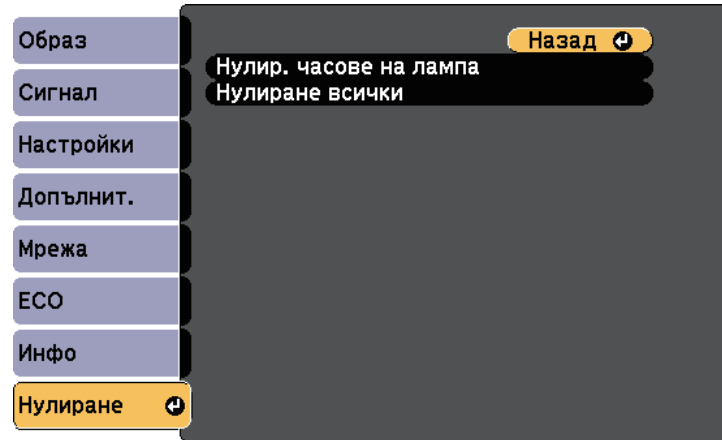 Образ
Сигнал
Настройки
Допълнит.
Мрежа
ECO
Инфо
Нулиране
Назад
Нулир. часове на лампа
Нулиране всички